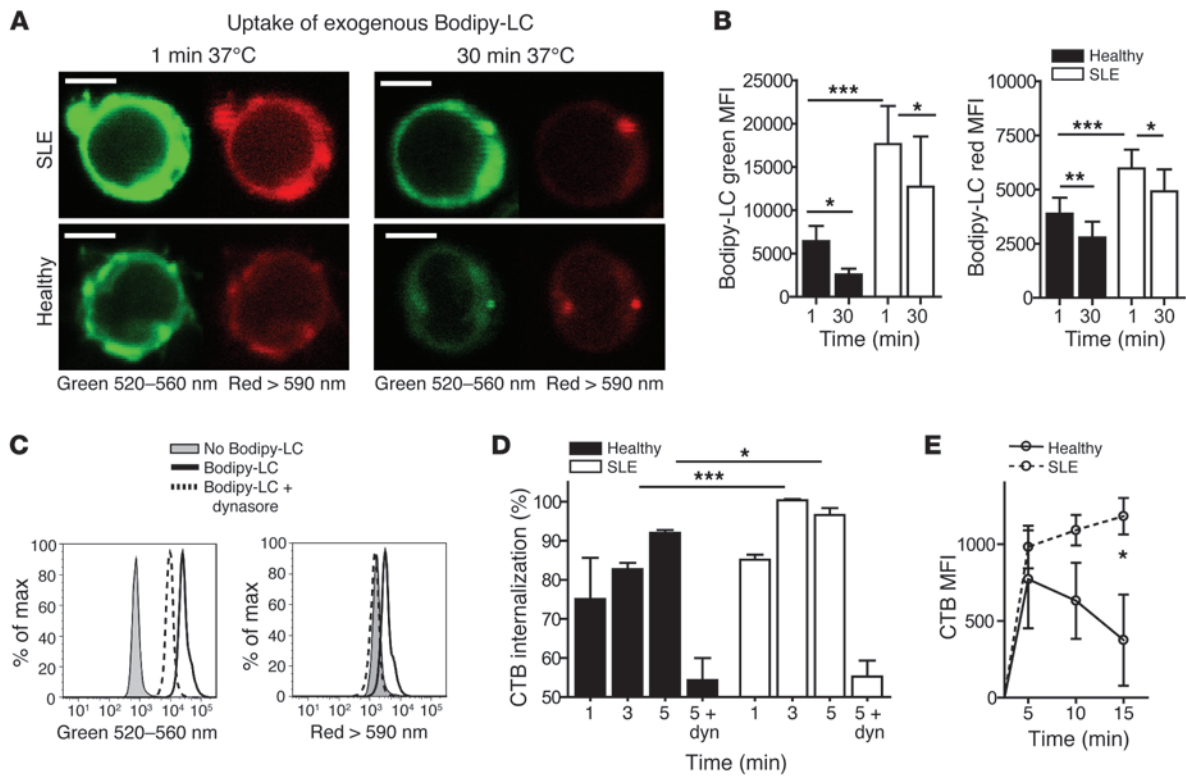 A
Uptake of exogenous Bodipy-LC
1 min 37°C
30 min 37°C
SLE
Healthy
Green 520–560 nm
Red > 590 nm
Green 520–560 nm
Red > 590 nm
B
Healthy
SLE
Bodipy-LC green MFI
25000
20000
15000
10000
5000
0
***
*
*
1
30
1
30
Time (min)
Bodipy-LC red MFI
10000
7500
5000
2500
0
***
**
*
1
30
1
30
Time (min)
C
No Bodipy-LC
Bodipy-LC
Bodipy-LC +
dynasore
% of max
100
80
60
40
20
0
10¹ 10² 10³ 10⁴ 10⁵
Green 520–560 nm
% of max
100
80
60
40
20
0
10¹ 10² 10³ 10⁴ 10⁵
Red > 590 nm
D
Healthy
SLE
*
***
CTB internalization (%)
100
90
80
70
60
50
1 3 5 5 + 1 3 5 5 +
dyn dyn
Time (min)
E
Healthy
SLE
CTB MFI
1000
500
0
*
5 10 15
Time (min)